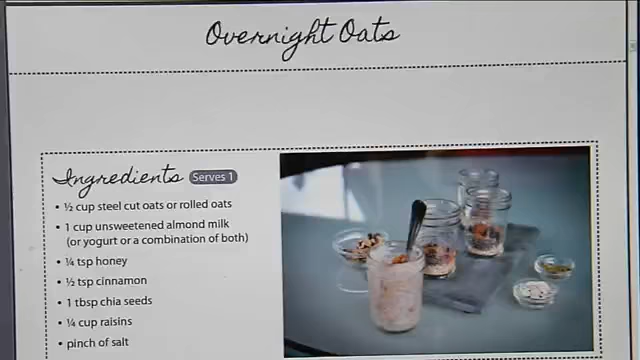 Overnight Oats
Ingredients Serves 1
• ½ cup steel cut oats or rolled oats
• 1 cup unsweetened almond milk
(or yogurt or a combination of both)
• ¼ tsp honey
• ½ tsp cinnamon
• 1 tbsp chia seeds
• ¼ cup raisins
• pinch of salt